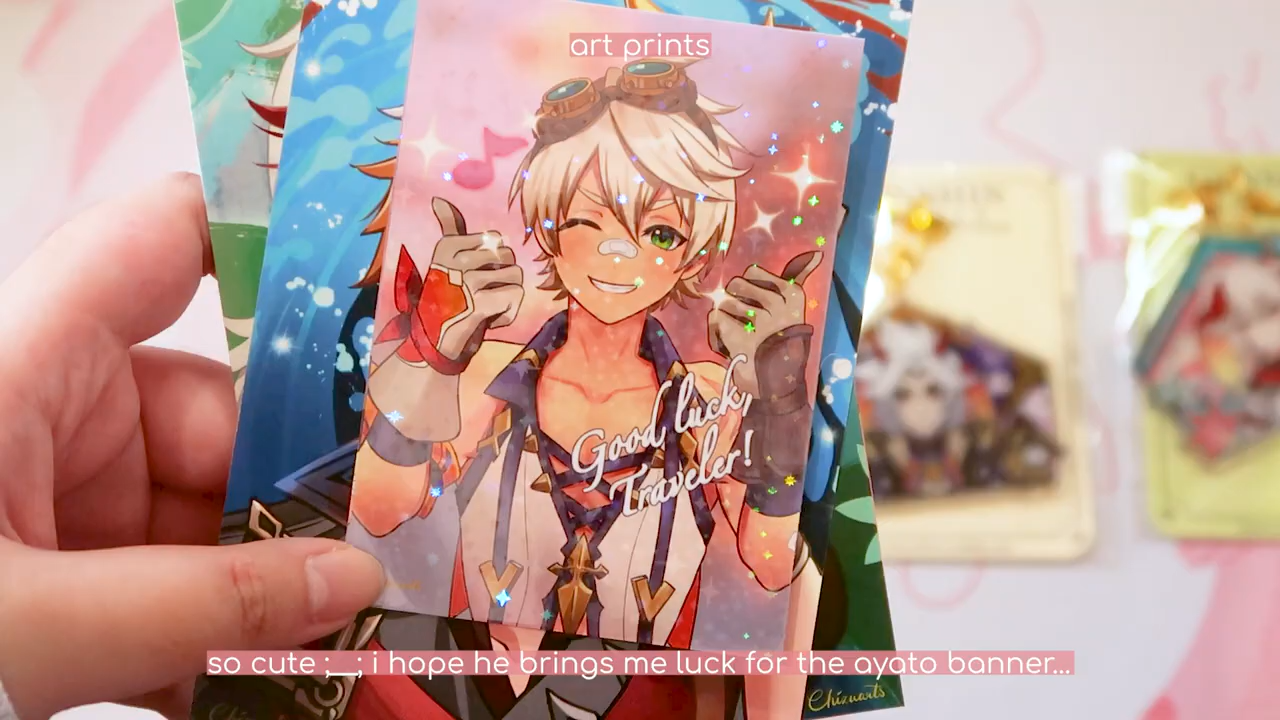 art prints
Good luck,
Traveler!
so cute ;__; i hope he brings me luck for the ayato banner...
Chizuarts